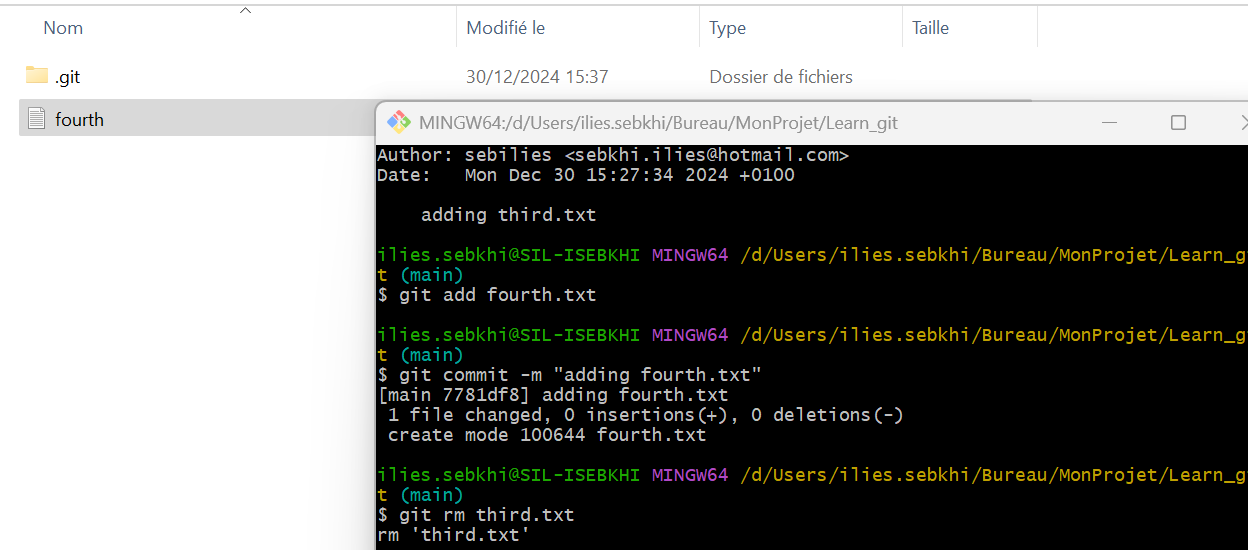 Nom Modifié le Type Taille
.git 30/12/2024 15:37 Dossier de fichiers
fourth
MINGW64:/d/Users/ilies.sebkhi/Bureau/MonProjet/Learn_git
Author: sebilies <sebkhi.ilies@hotmail.com>
Date:   Mon Dec 30 15:27:34 2024 +0100
    adding third.txt
ilies.sebkhi@SIL-ISEBKHI MINGW64 /d/Users/ilies.sebkhi/Bureau/MonProjet/Learn_gi
t (main)
$ git add fourth.txt
ilies.sebkhi@SIL-ISEBKHI MINGW64 /d/Users/ilies.sebkhi/Bureau/MonProjet/Learn_gi
t (main)
$ git commit -m "adding fourth.txt"
[main 7781df8] adding fourth.txt
 1 file changed, 0 insertions(+), 0 deletions(-)
 create mode 100644 fourth.txt
ilies.sebkhi@SIL-ISEBKHI MINGW64 /d/Users/ilies.sebkhi/Bureau/MonProjet/Learn_gi
t (main)
$ git rm third.txt
rm 'third.txt'